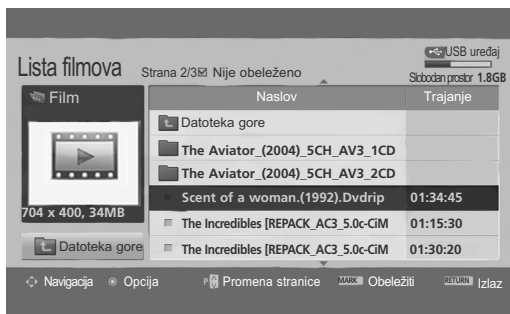 USB uređaj
Lista filmova Strana 2/3 Nije obeleženo
Slobodan prostor 1.8GB
Film
Naslov Trajanje
Datoteka gore
The Aviator_(2004)_5CH_AV3_1CD
The Aviator_(2004)_5CH_AV3_2CD
Scent of a woman.(1992).Dvdrip 01:34:45
704 x 400, 34MB
The Incredibles [REPACK_AC3_5.0c-CiM 01:15:30
Datoteka gore
The Incredibles [REPACK_AC3_5.0c-CiM 01:30:20
Navigacija Opcija P Promena stranice MARK Obeležiti RETURN Izlaz